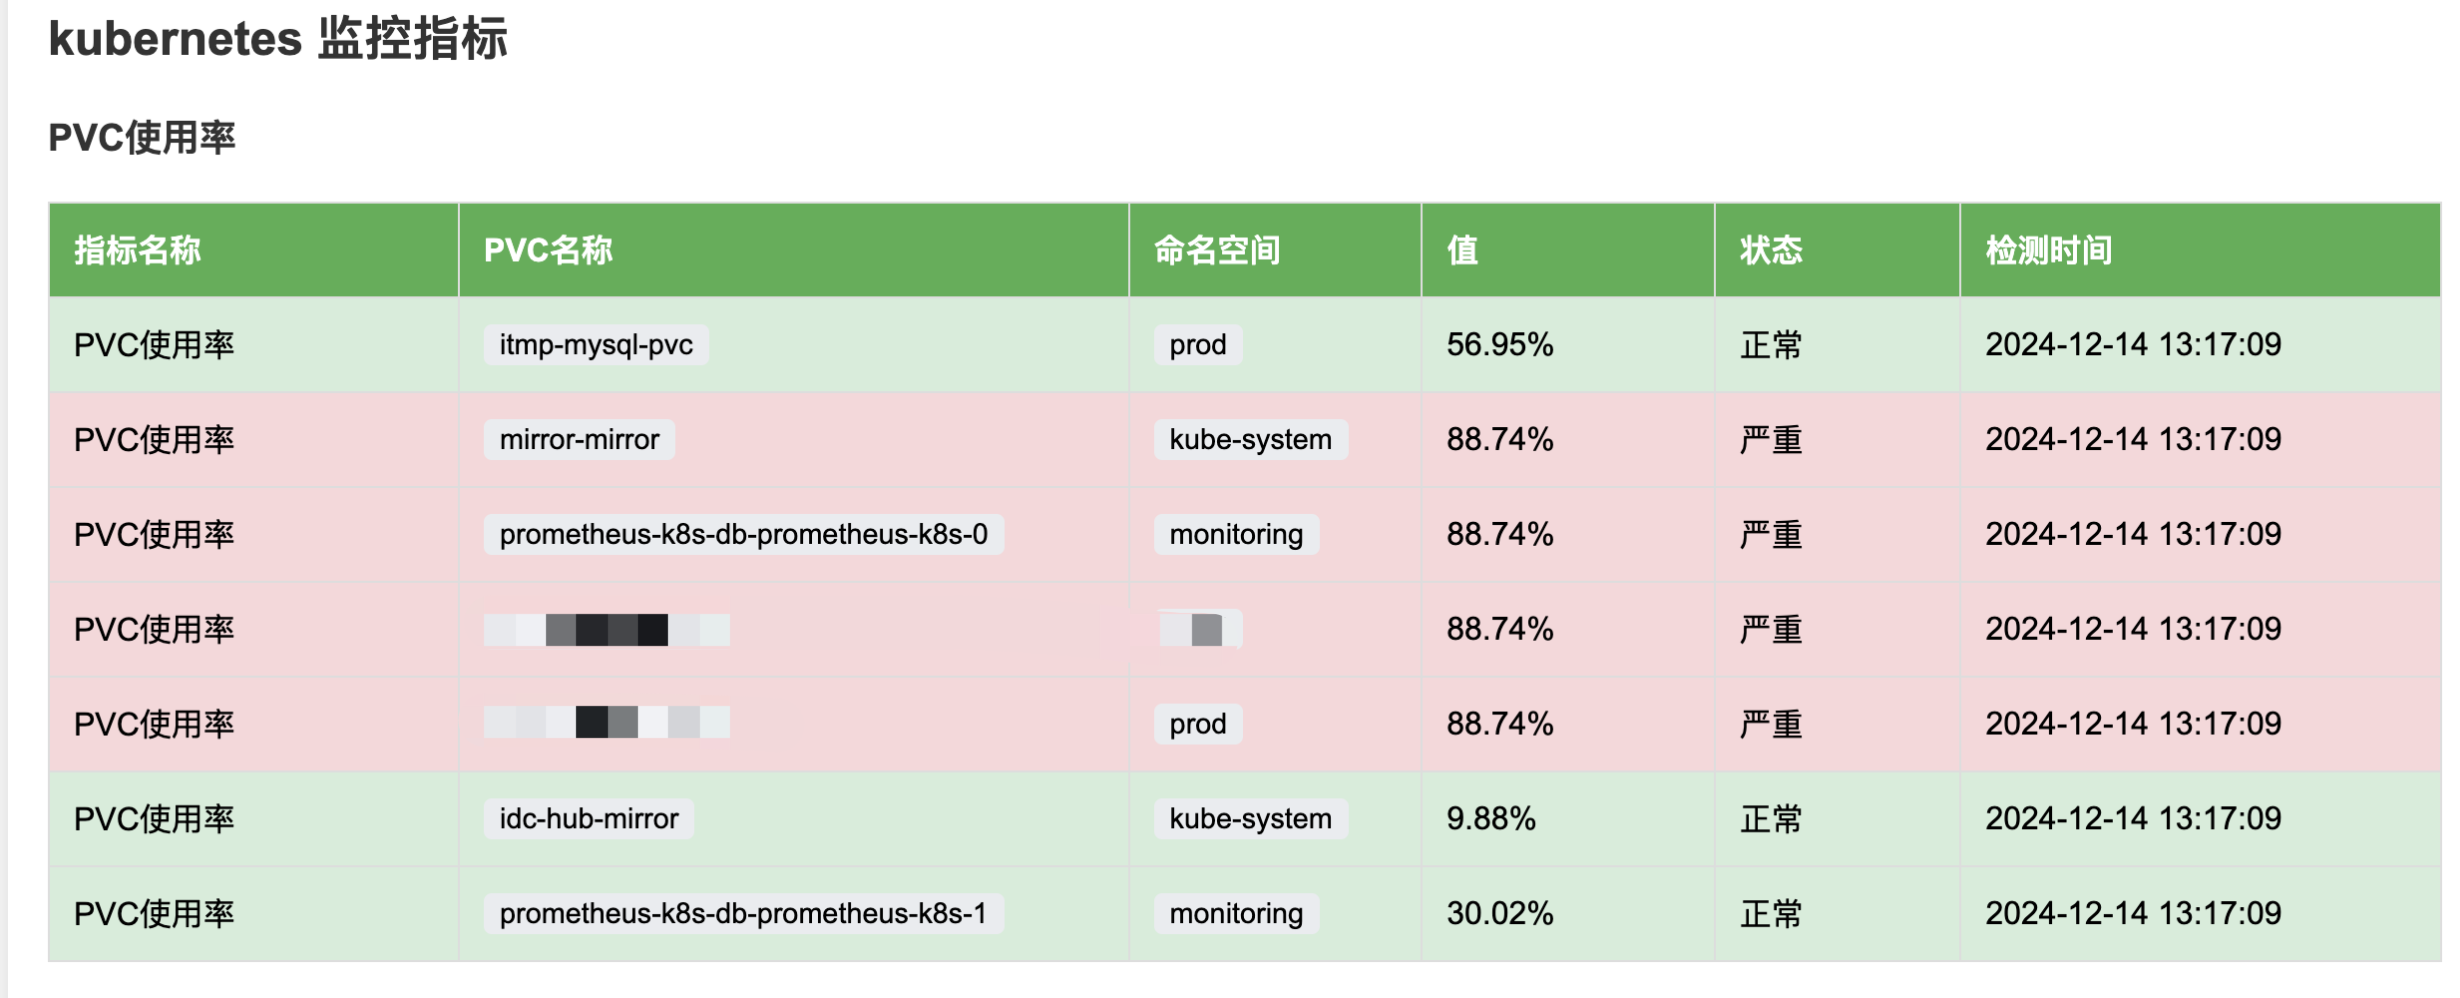 kubernetes 监控指标
PVC使用率
指标名称 PVC名称 命名空间 值 状态 检测时间
PVC使用率 itmp-mysql-pvc prod 56.95% 正常 2024-12-14 13:17:09
PVC使用率 mirror-mirror kube-system 88.74% 严重 2024-12-14 13:17:09
PVC使用率 prometheus-k8s-db-prometheus-k8s-0 monitoring 88.74% 严重 2024-12-14 13:17:09
PVC使用率 88.74% 严重 2024-12-14 13:17:09
PVC使用率 prod 88.74% 严重 2024-12-14 13:17:09
PVC使用率 idc-hub-mirror kube-system 9.88% 正常 2024-12-14 13:17:09
PVC使用率 prometheus-k8s-db-prometheus-k8s-1 monitoring 30.02% 正常 2024-12-14 13:17:09